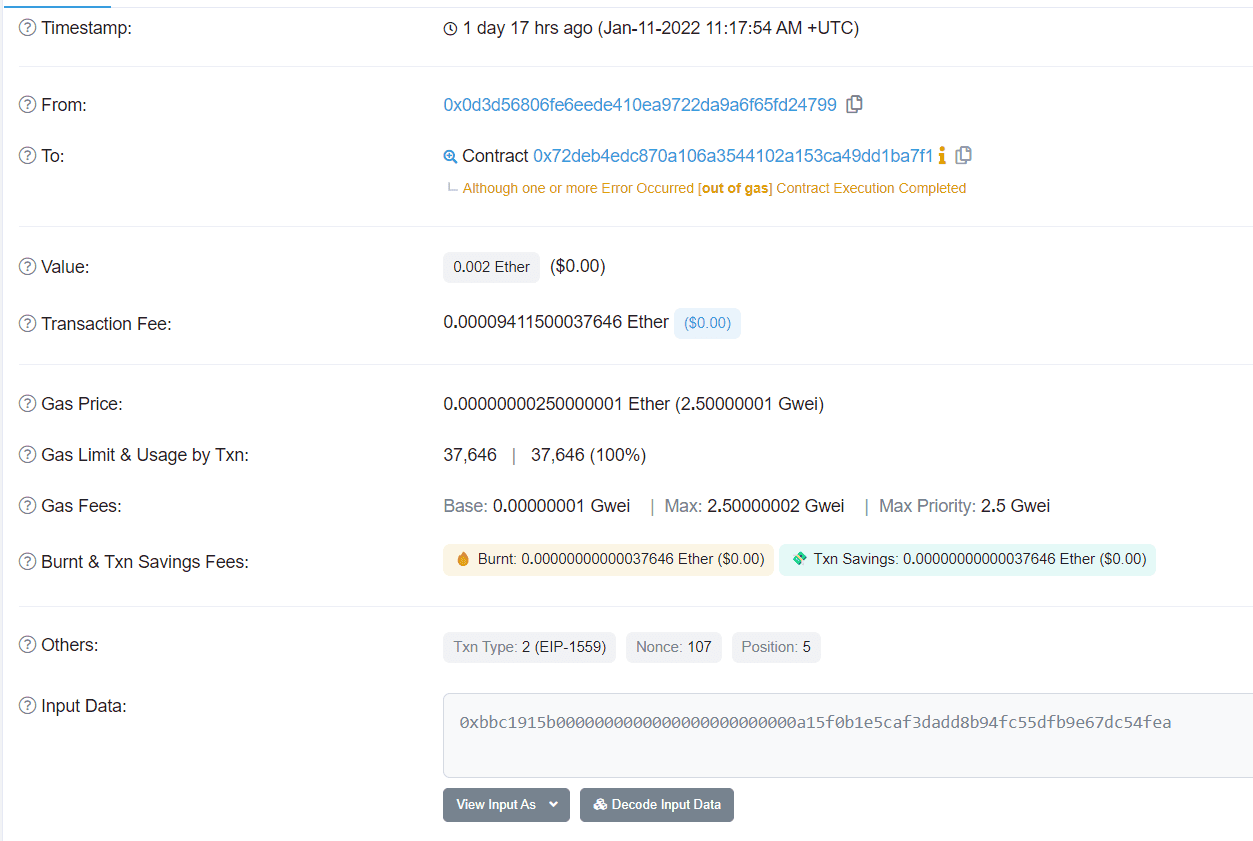 Timestamp: 1 day 17 hrs ago (Jan-11-2022 11:17:54 AM +UTC)
From: 0x0d3d56806fe6eede410ea9722da9a6f65fd24799
To: Contract 0x72deb4edc870a106a3544102a153ca49dd1ba7f1
Although one or more Error Occurred [out of gas] Contract Execution Completed
Value: 0.002 Ether ($0.00)
Transaction Fee: 0.00009411500037646 Ether ($0.00)
Gas Price: 0.00000000250000001 Ether (2.50000001 Gwei)
Gas Limit & Usage by Txn: 37,646 | 37,646 (100%)
Gas Fees: Base: 0.00000001 Gwei | Max: 2.50000002 Gwei | Max Priority: 2.5 Gwei
Burnt & Txn Savings Fees: Burnt: 0.00000000000037646 Ether ($0.00) Txn Savings: 0.00000000000037646 Ether ($0.00)
Others: Txn Type: 2 (EIP-1559) Nonce: 107 Position: 5
Input Data: 0xbbc1915b000000000000000000000000a15f0b1e5caf3dadd8b94fc55dfb9e67dc54fea
View Input As Decode Input Data